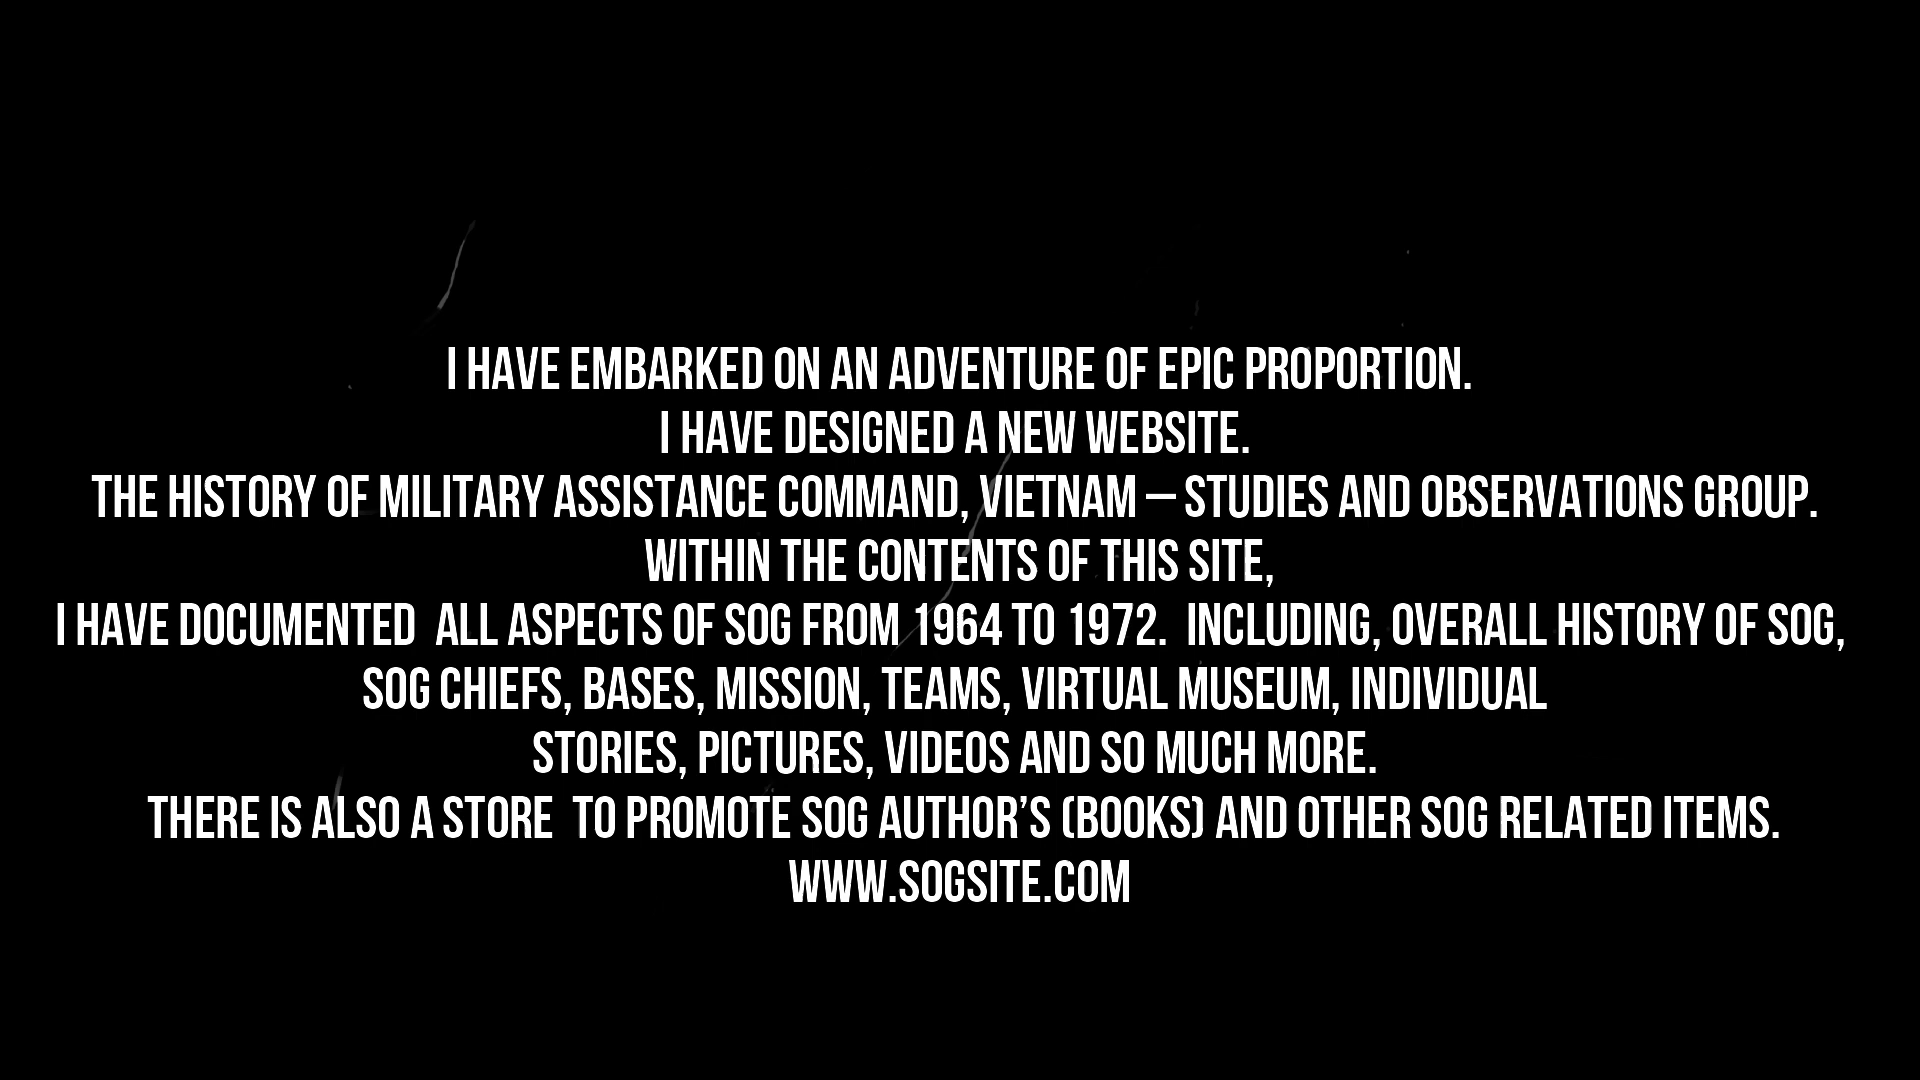 I HAVE EMBARKED ON AN ADVENTURE OF EPIC PROPORTION.
I HAVE DESIGNED A NEW WEBSITE.
THE HISTORY OF MILITARY ASSISTANCE COMMAND, VIETNAM – STUDIES AND OBSERVATIONS GROUP.
WITHIN THE CONTENTS OF THIS SITE,
I HAVE DOCUMENTED  ALL ASPECTS OF SOG FROM 1964 TO 1972.  INCLUDING, OVERALL HISTORY OF SOG,
SOG CHIEFS, BASES, MISSION, TEAMS, VIRTUAL MUSEUM, INDIVIDUAL
STORIES, PICTURES, VIDEOS AND SO MUCH MORE.
THERE IS ALSO A STORE  TO PROMOTE SOG AUTHOR’S (BOOKS) AND OTHER SOG RELATED ITEMS.
WWW.SOGSITE.COM